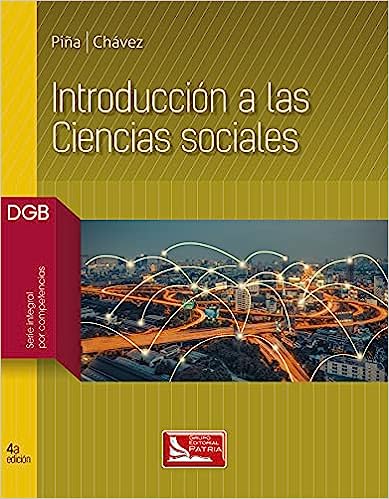 Piña | Chávez
Introducción a las
Ciencias sociales
DGB
Serie integral
por competencias
GRUPO
EDITORIAL
PATRIA
4a
edición